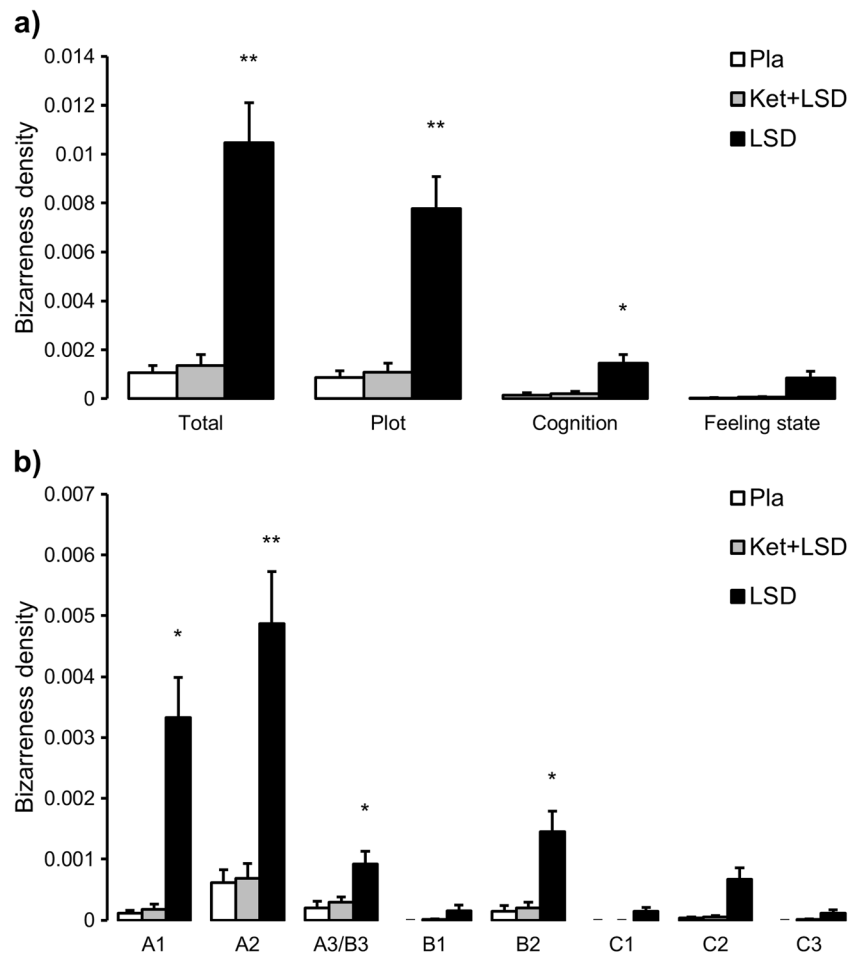 a)
0.014
0.012
0.01
0.008
0.006
0.004
0.002
0
Bizarreness density
**
**
*
Pla
Ket+LSD
LSD
Total Plot Cognition Feeling state
b)
0.007
0.006
0.005
0.004
0.003
0.002
0.001
0
Bizarreness density
*
**
*
*
Pla
Ket+LSD
LSD
A1 A2 A3/B3 B1 B2 C1 C2 C3